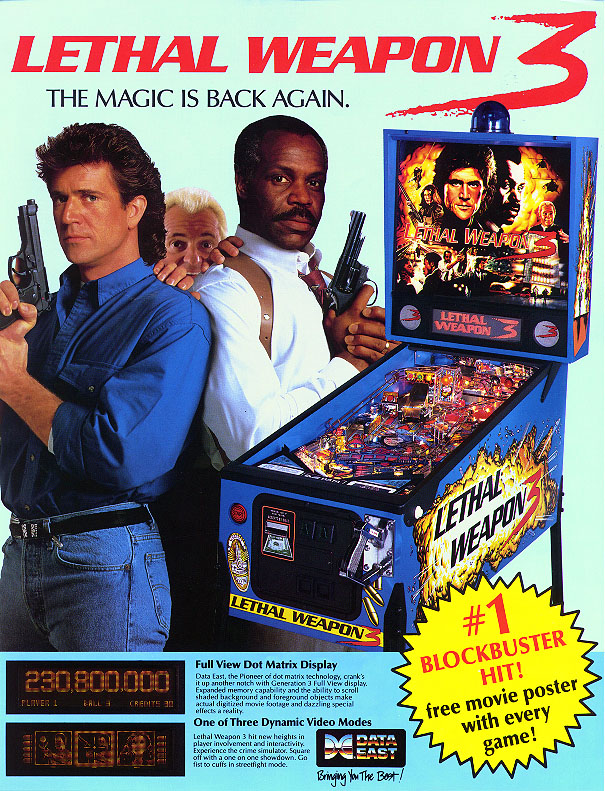 LETHAL WEAPON 3
THE MAGIC IS BACK AGAIN.
LETHAL WEAPON 3
LETHAL
WEAPON 3
LETHAL
WEAPON 3
LETHAL WEAPON 3
#1
BLOCKBUSTER
HIT!
free movie poster
with every
game!
230,800,000
PLAYER 1 BALL 3 CREDITS 30
Full View Dot Matrix Display
Data East, the Pioneer of dot matrix technology, crank's
it up another notch with Generation 3 Full View display.
Expanded memory capability and the ability to scroll
shaded background and foreground objects make
actual digitized movie footage and dazzling special
effects a reality.
One of Three Dynamic Video Modes
Lethal Weapon 3 hit new heights in
player involvement and interactivity.
Experience the crime simulator. Square
off with a one on one showdown. Go
fist to cuffs in streetfight mode.
DATA
EAST
Bringing You The Best!